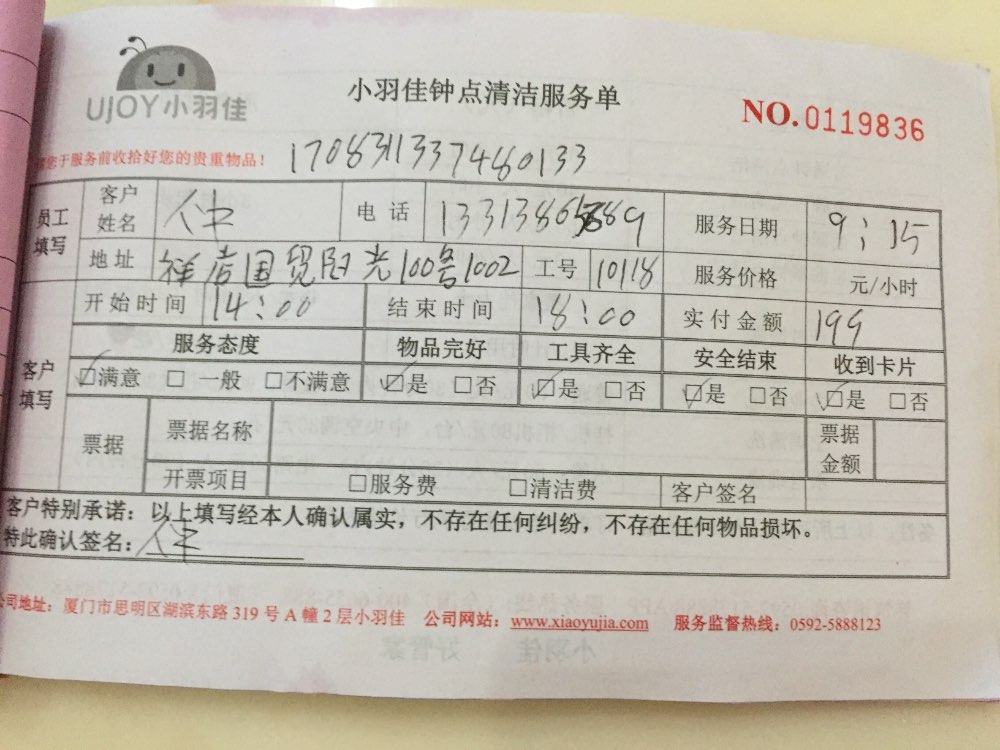 UJOY小羽佳
小羽佳钟点清洁服务单
NO.0119836
您于服务前收拾好您的贵重物品！
1708311337480133
员工填写 客户姓名 电话 服务日期 9:15
地址 祥店国贸阳光100号1002 工号 10118 服务价格 元/小时
开始时间 14:00 结束时间 18:00 实付金额 199
客户填写 服务态度 物品完好 工具齐全 安全结束 收到卡片
☑满意 □一般 □不满意 ☑是 □否 ☑是 □否 ☑是 □否 ☑是 □否
票据 票据名称 票据金额
开票项目 □服务费 □清洁费 客户签名
客户特别承诺：以上填写经本人确认属实，不存在任何纠纷，不存在任何物品损坏。
特此确认签名：
公司地址：厦门市思明区湖滨东路 319 号 A 幢 2 层小羽佳 公司网站：www.xiaoyujia.com 服务监督热线：0592-5888123